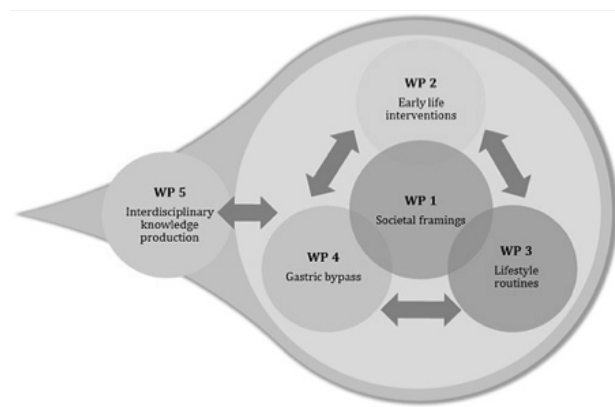 WP 2
Early life
interventions
WP 5
Interdisciplinary
knowledge
production
WP 1
Societal framings
WP 4
Gastric bypass
WP 3
Lifestyle
routines